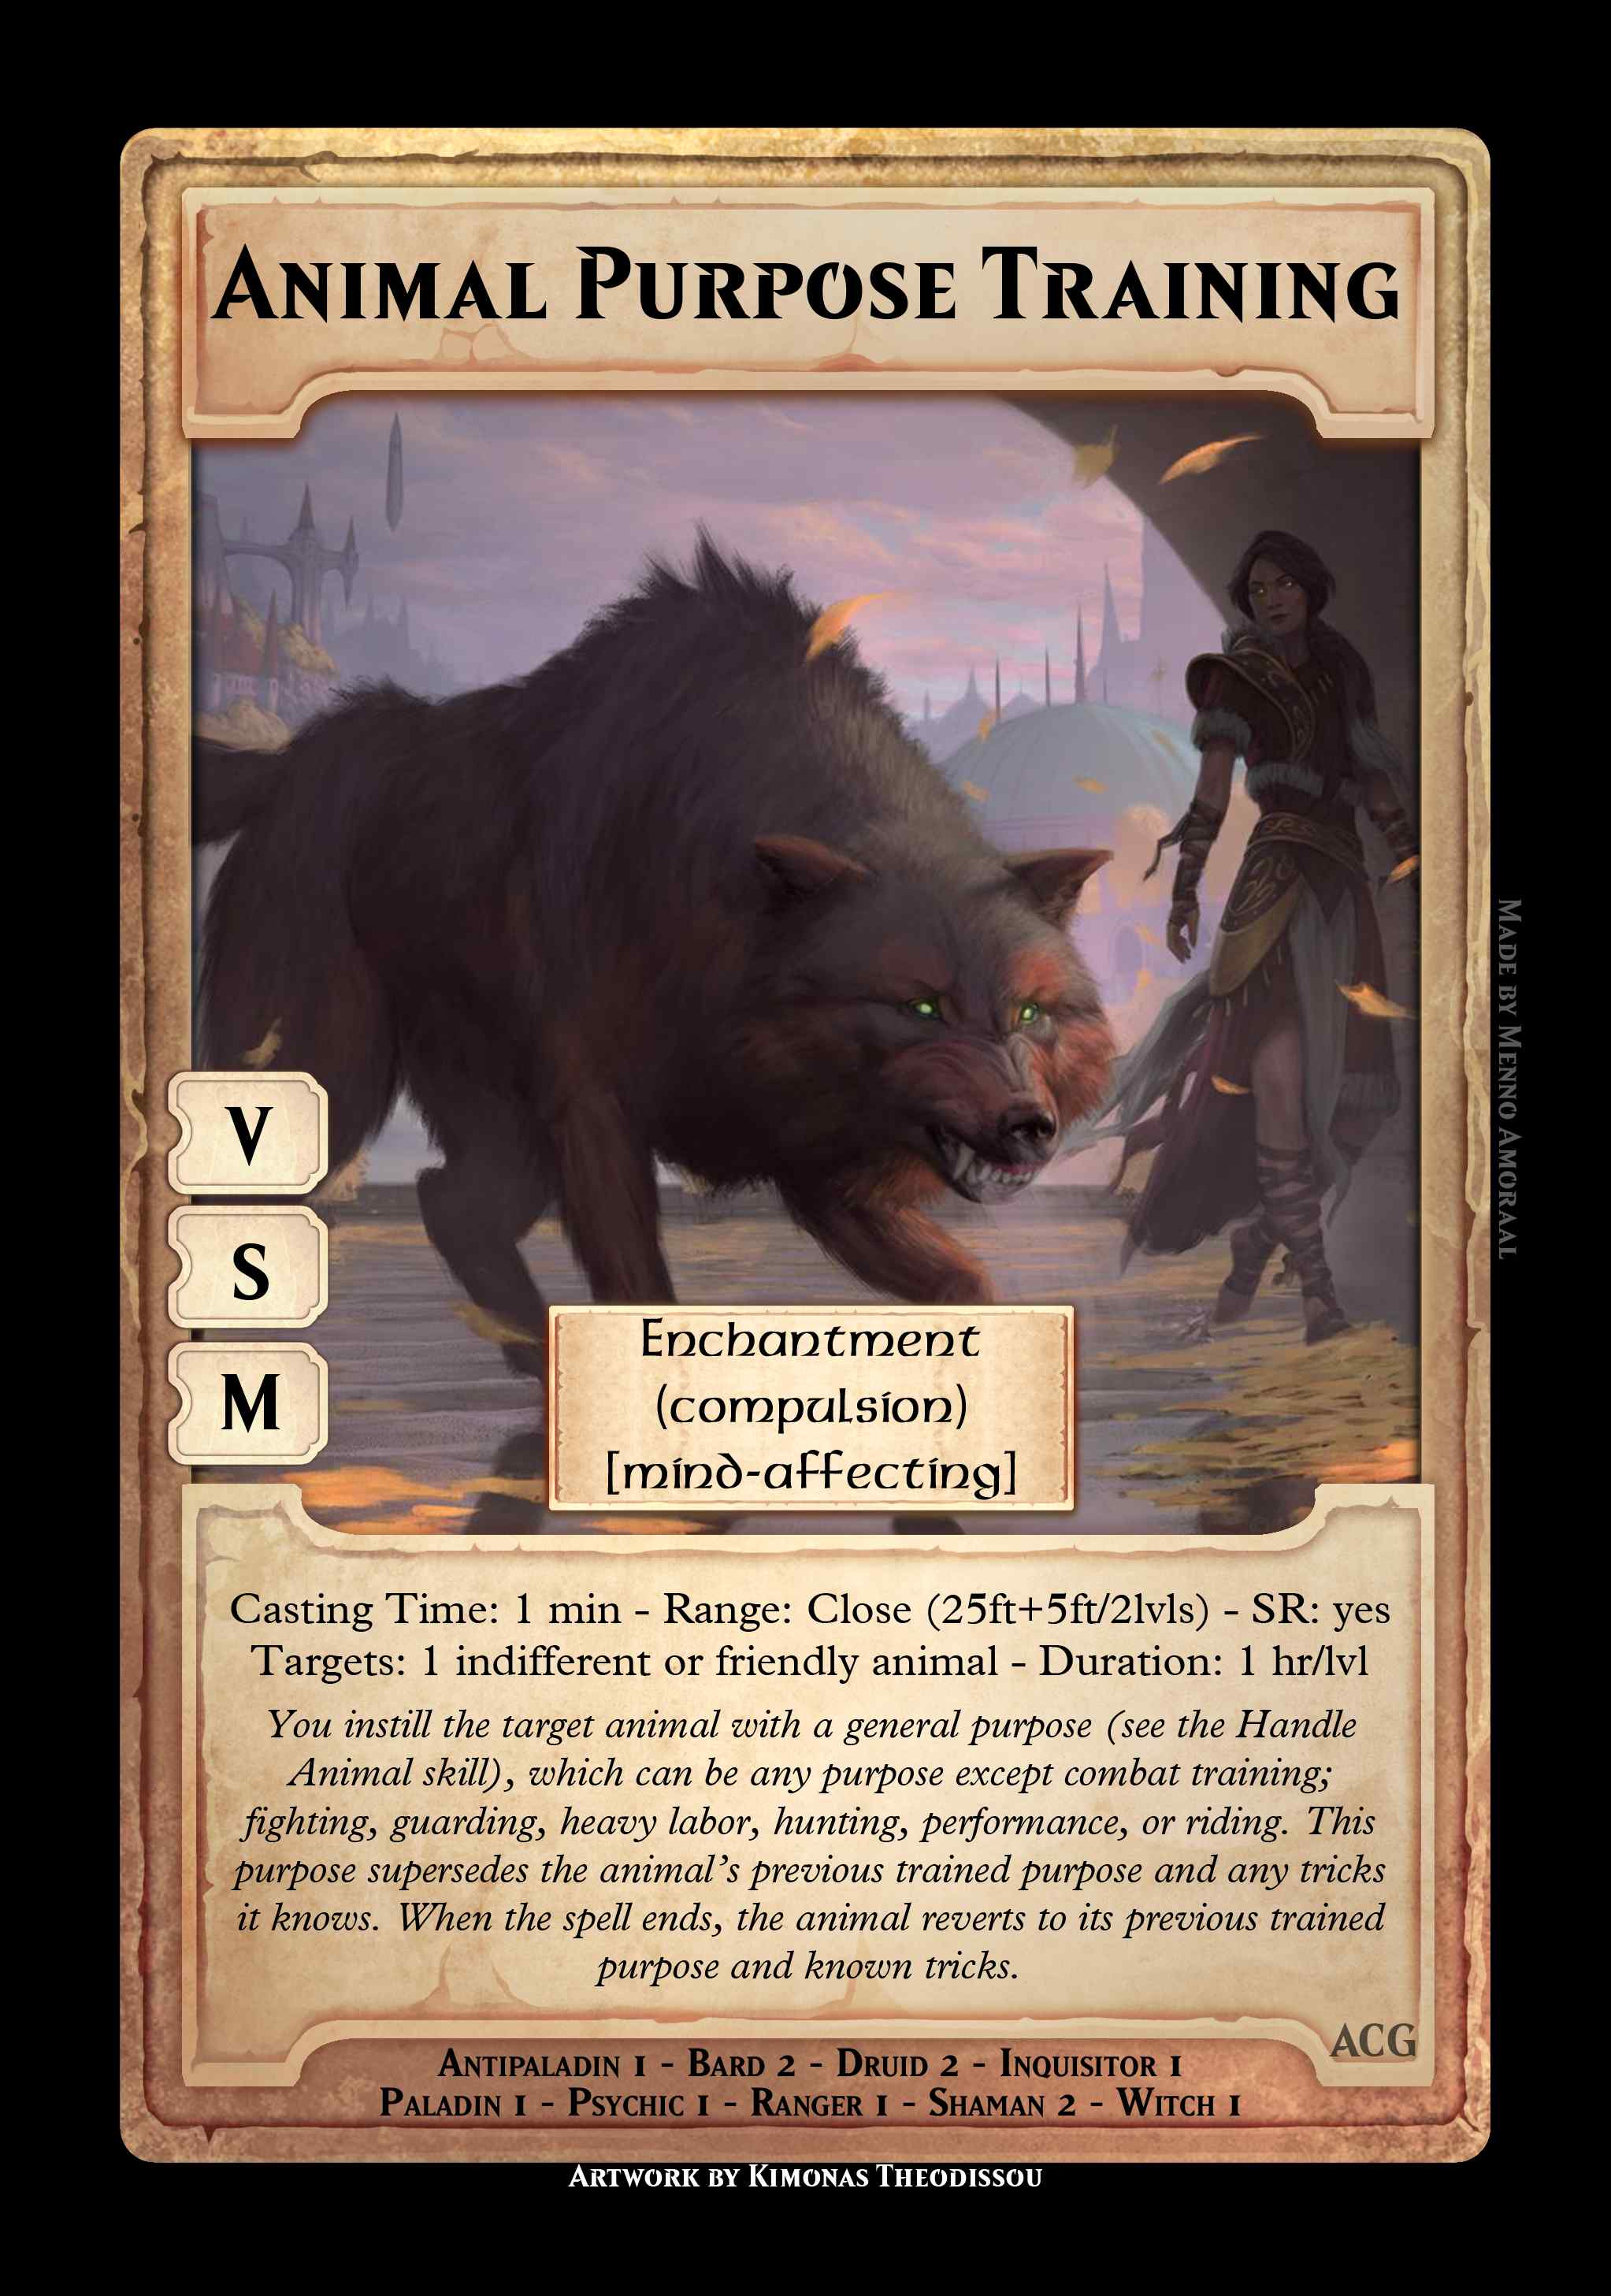 Animal Purpose Training
V
S
M
Enchantment
(compulsion)
[mind-affecting]
Casting Time: 1 min - Range: Close (25ft+5ft/2lvls) - SR: yes
Targets: 1 indifferent or friendly animal - Duration: 1 hr/lvl
You instill the target animal with a general purpose (see the Handle
Animal skill), which can be any purpose except combat training;
fighting, guarding, heavy labor, hunting, performance, or riding. This
purpose supersedes the animal's previous trained purpose and any tricks
it knows. When the spell ends, the animal reverts to its previous trained
purpose and known tricks.
ACG
Antipaladin 1 - Bard 2 - Druid 2 - Inquisitor 1
Paladin 1 - Psychic 1 - Ranger 1 - Shaman 2 - Witch 1
Artwork by Kimonas Theodissou
Made by Menno Amoraal